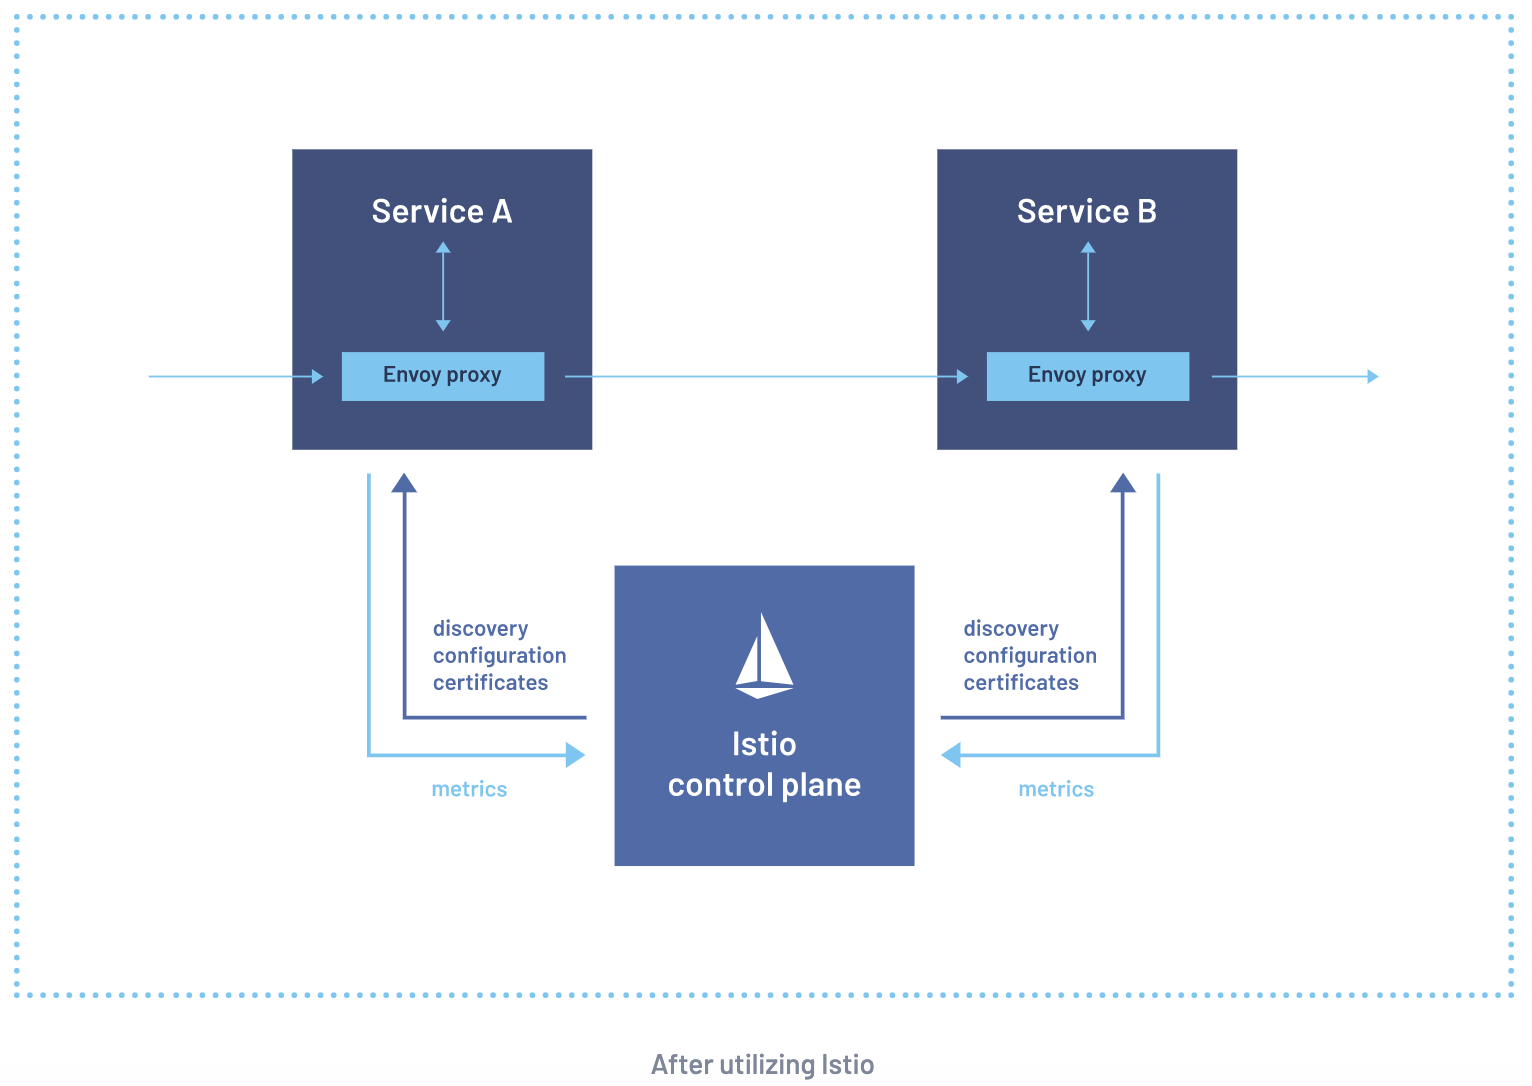 Service A
Service B
Envoy proxy
Envoy proxy
discovery
configuration
certificates
discovery
configuration
certificates
Istio
control plane
metrics
metrics
After utilizing Istio